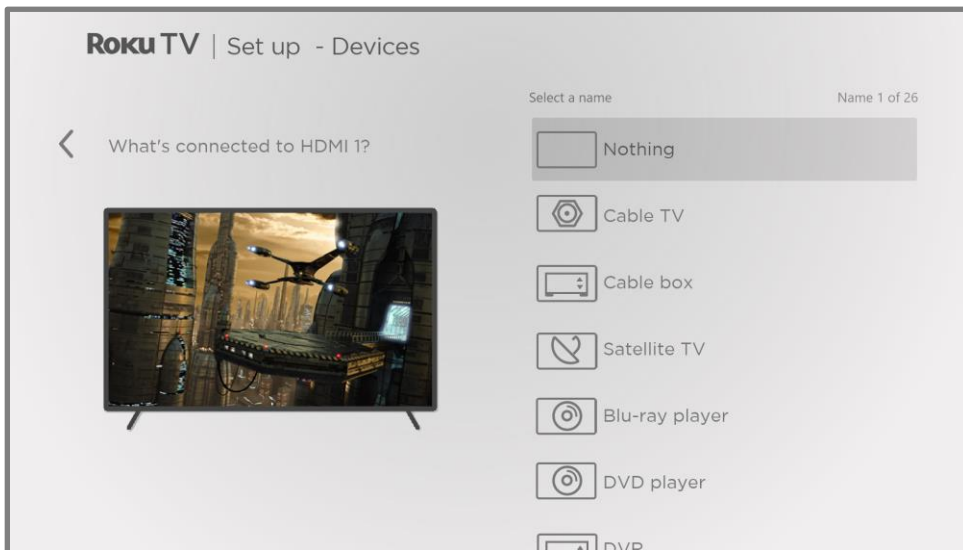 Roku TV | Set up - Devices
Select a name Name 1 of 26
What's connected to HDMI 1?
Nothing
Cable TV
Cable box
Satellite TV
Blu-ray player
DVD player
DVR